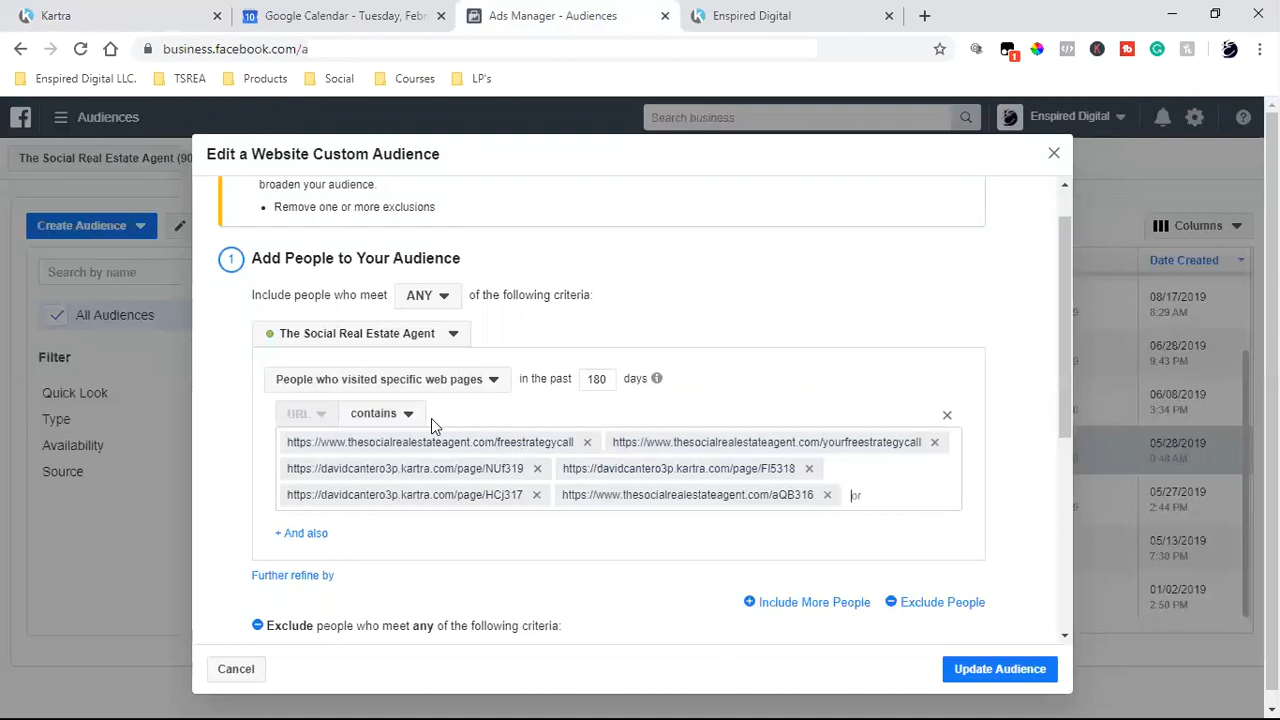 Kartra
Google Calendar - Tuesday, Febr
Ads Manager - Audiences
Enspired Digital
business.facebook.com/a
1
Enspired Digital LLC.
TSREA
Products
Social
Courses
LP's
Audiences
Search business
Enspired Digital
The Social Real Estate Agent (90
Edit a Website Custom Audience
broaden your audience.
Remove one or more exclusions
Create Audience
Columns
Search by name
All Audiences
Filter
Quick Look
Type
Availability
Source
1
Add People to Your Audience
Include people who meet ANY of the following criteria:
The Social Real Estate Agent
People who visited specific web pages in the past 180 days
URL contains
https://www.thesocialrealestateagent.com/freestrategycall
https://www.thesocialrealestateagent.com/yourfreestrategycall
https://davidcantero3p.kartra.com/page/NUf319
https://davidcantero3p.kartra.com/page/FI5318
https://davidcantero3p.kartra.com/page/HCj317
https://www.thesocialrealestateagent.com/aQB316
or
+ And also
Further refine by
Include More People
Exclude People
Exclude people who meet any of the following criteria:
Cancel
Update Audience
Date Created
08/17/2019
8:29 AM
06/28/2019
9:43 PM
06/08/2019
3:34 PM
05/28/2019
0:48 AM
05/27/2019
2:44 PM
05/13/2019
7:30 PM
01/02/2019
2:50 PM